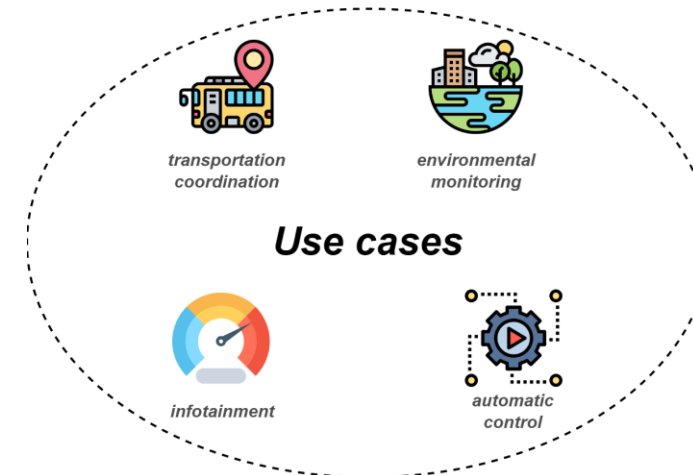 transportation
coordination
environmental
monitoring
Use cases
infotainment
automatic
control